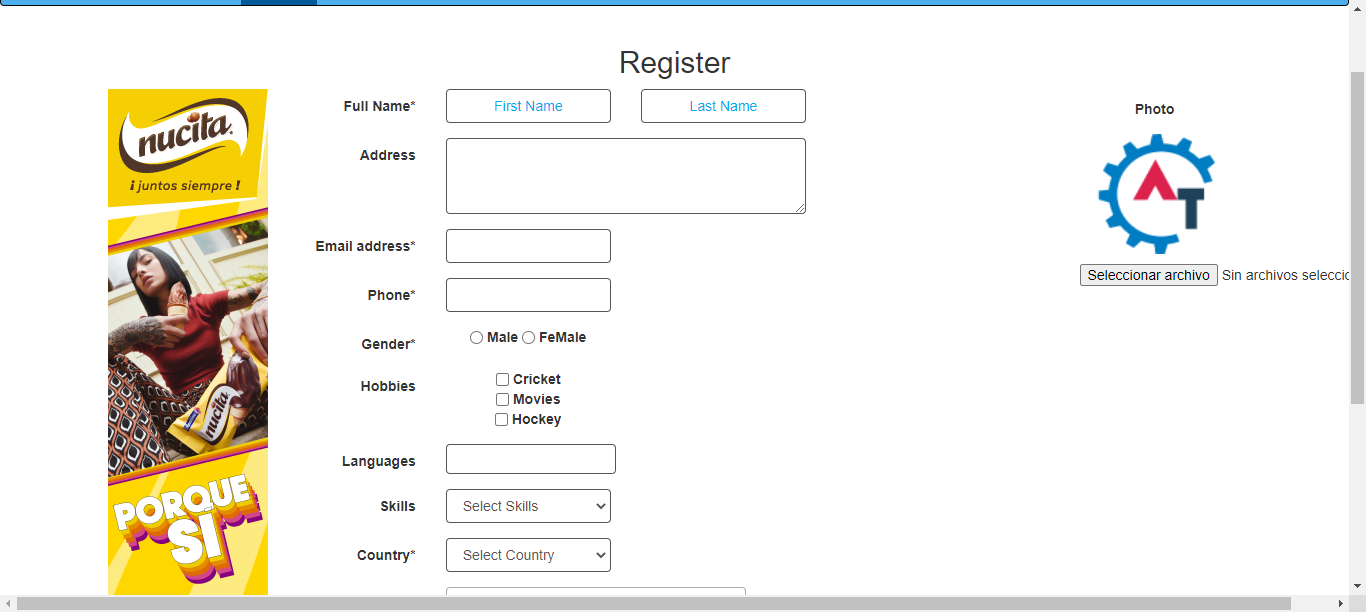 Register
nucita.
¡juntos siempre!
nucita
PORQUE
SÍ
Full Name*
First Name
Last Name
Address
Email address*
Phone*
Gender*
Male
FeMale
Hobbies
Cricket
Movies
Hockey
Languages
Skills
Select Skills
Country*
Select Country
Photo
AT
Seleccionar archivo
Sin archivos selecci